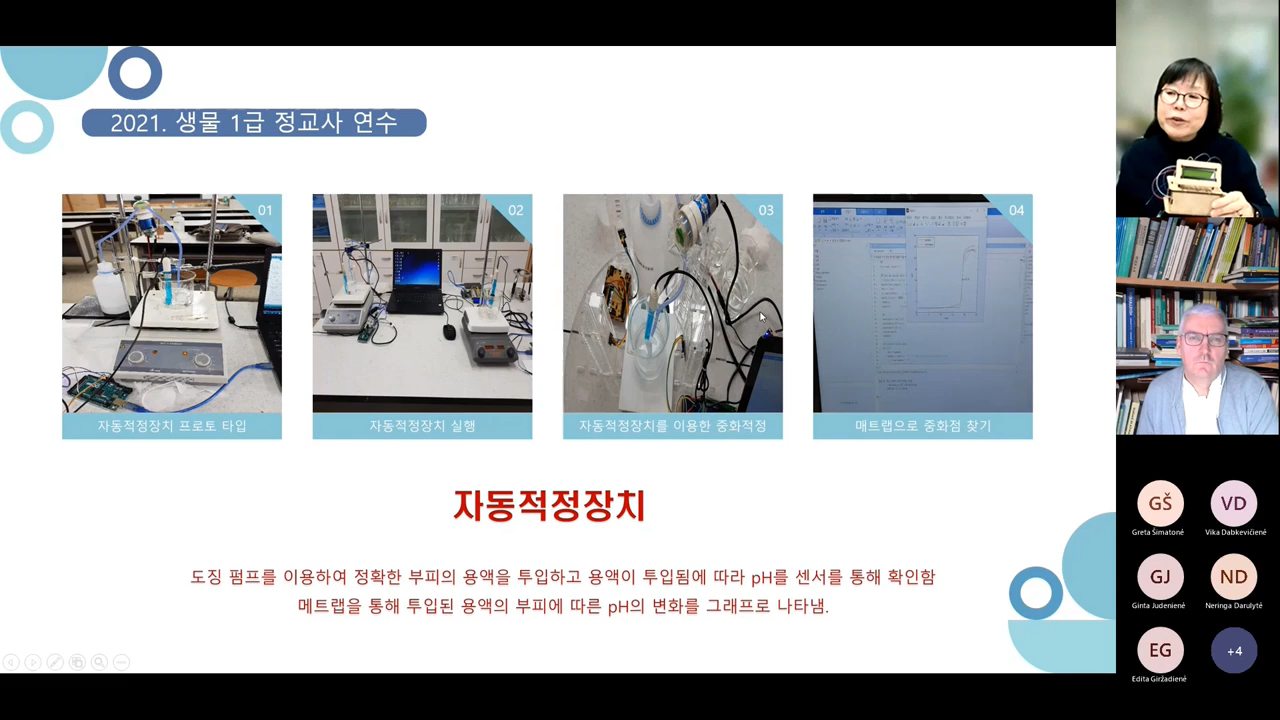 2021. 생물 1급 정교사 연수
01
02
03
04
자동적정장치 프로토 타입
자동적정장치 실행
자동적정장치를 이용한 중화적정
매트랩으로 중화점 찾기
자동적정장치
도징 펌프를 이용하여 정확한 부피의 용액을 투입하고 용액이 투입됨에 따라 pH를 센서를 통해 확인함
메트랩을 통해 투입된 용액의 부피에 따른 pH의 변화를 그래프로 나타냄.
GŠ
VD
Greta Šimatonė
Vika Dabkevičienė
GJ
ND
Ginta Judenienė
Neringa Darulytė
EG
+4
Edita Giržadienė